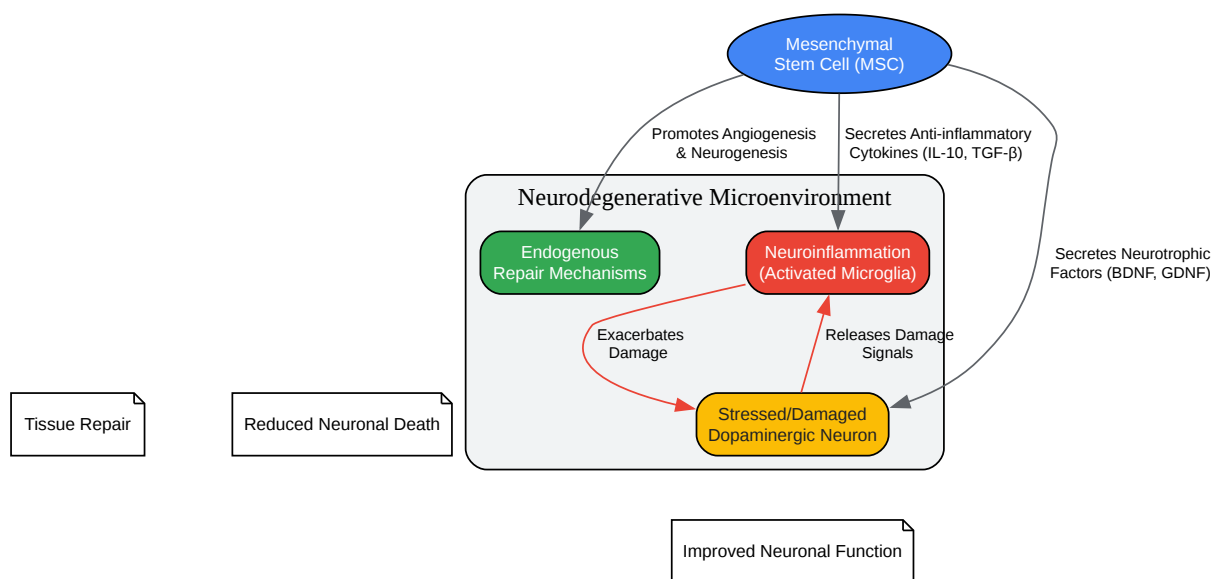 Mesenchymal
Stem Cell (MSC)
Promotes Angiogenesis
& Neurogenesis
Secretes Anti-inflammatory
Cytokines (IL-10, TGF-β)
Neurodegenerative Microenvironment
Endogenous
Repair Mechanisms
Neuroinflammation
(Activated Microglia)
Secretes Neurotrophic
Factors (BDNF, GDNF)
Exacerbates
Damage
Releases Damage
Signals
Tissue Repair
Reduced Neuronal Death
Stressed/Damaged
Dopaminergic Neuron
Improved Neuronal Function